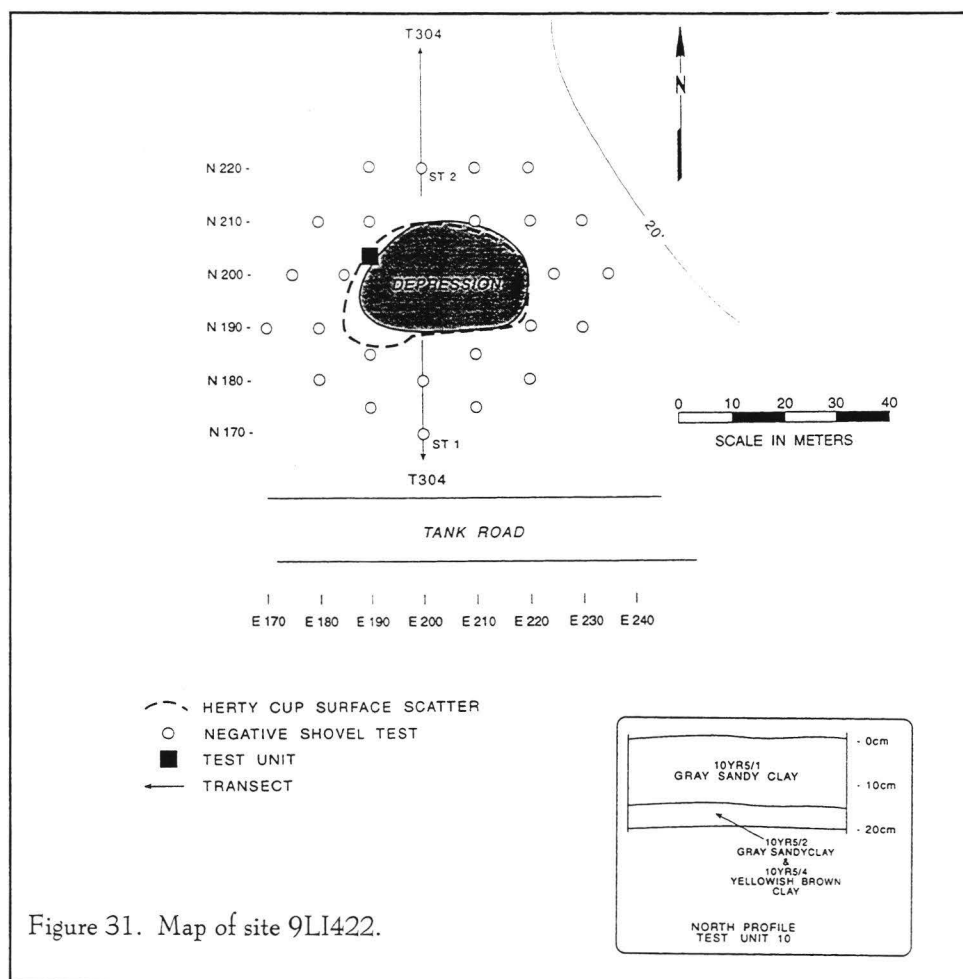 T304
N
N 220 -
ST 2
N 210 -
20'
N 200 -
DEPRESSION
N 190 -
N 180 -
0 10 20 30 40
SCALE IN METERS
N 170 -
ST 1
T304
TANK ROAD
E 170 E 180 E 190 E 200 E 210 E 220 E 230 E 240
HERTY CUP SURFACE SCATTER
NEGATIVE SHOVEL TEST
TEST UNIT
TRANSECT
- 0cm
10YR5/1
GRAY SANDY CLAY
- 10cm
- 20cm
10YR5/2
GRAY SANDYCLAY
&
10YR5/4
YELLOWISH BROWN
CLAY
NORTH PROFILE
TEST UNIT 10
Figure 31. Map of site 9LI422.